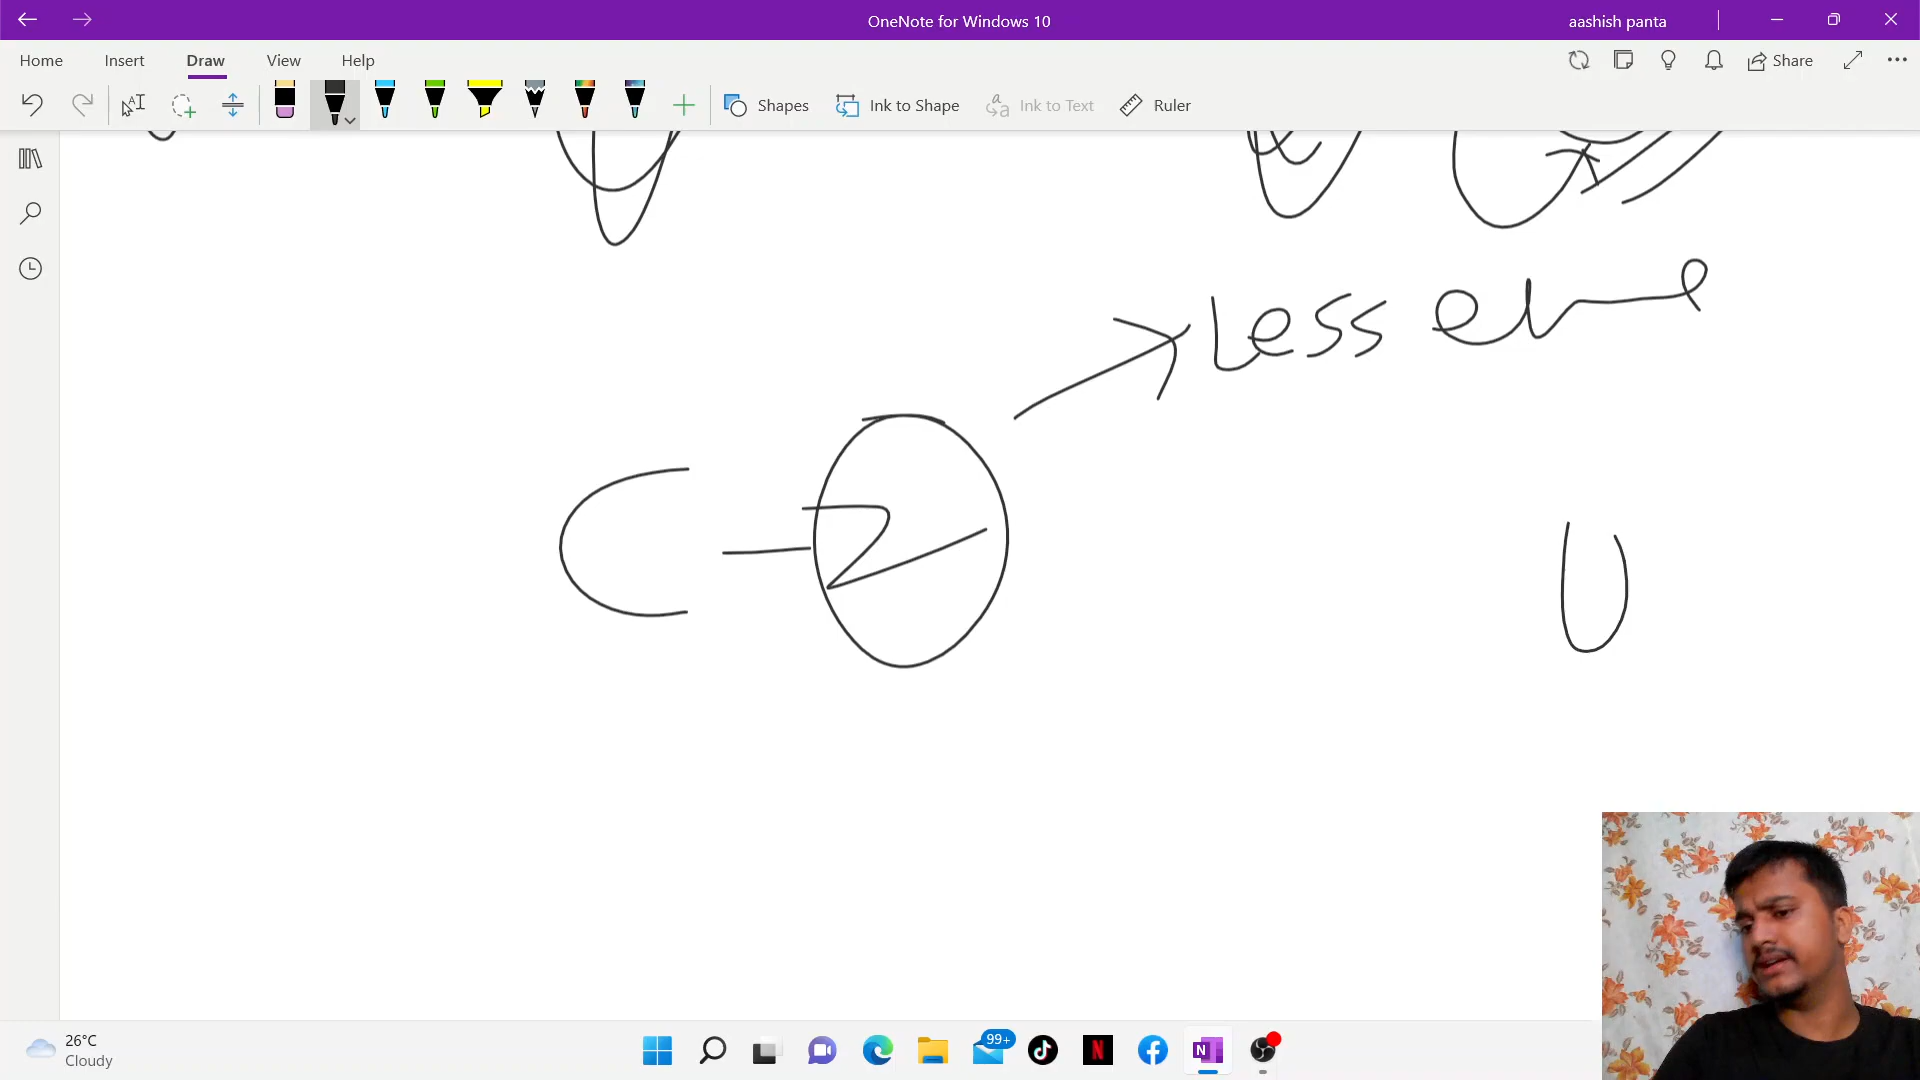 OneNote for Windows 10
aashish panta
Home Insert Draw View Help
Share
Shapes Ink to Shape Ink to Text Ruler
Less
C - Z
U
99+
26°C
Cloudy